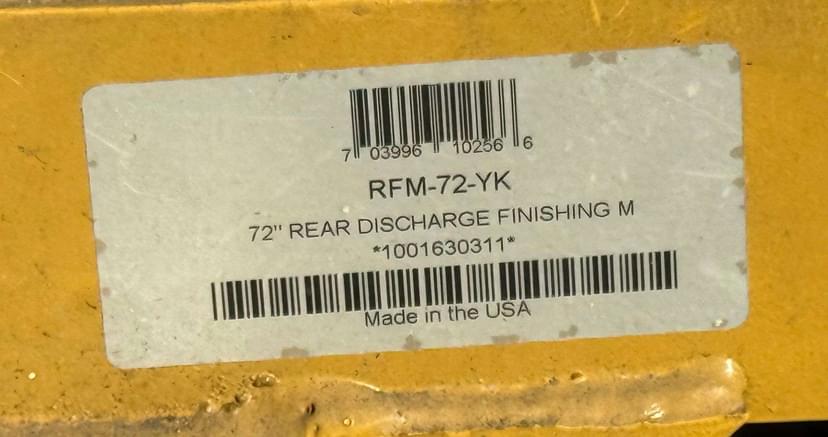 7 03996 10256 6
RFM-72-YK
72" REAR DISCHARGE FINISHING M
*1001630311*
Made in the USA